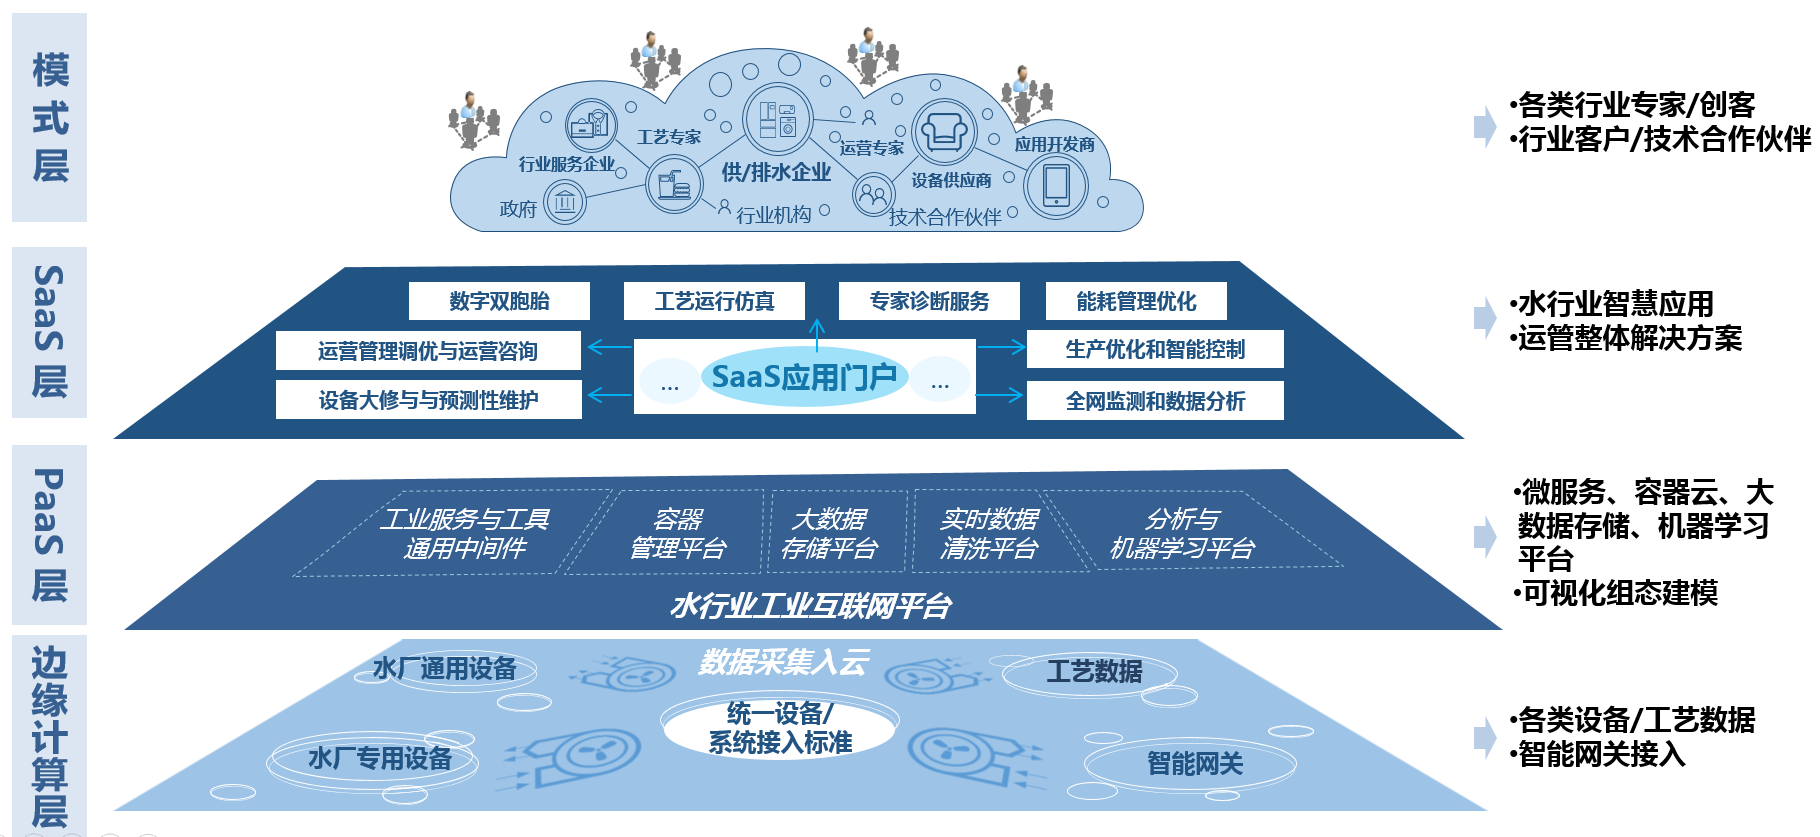 模式层
工艺专家
运营专家
应用开发商
行业服务企业
供/排水企业
设备供应商
政府
行业机构
技术合作伙伴
•各类行业专家/创客
•行业客户/技术合作伙伴
SaaS层
数字双胞胎
工艺运行仿真
专家诊断服务
能耗管理优化
运营管理调优与运营咨询
生产优化和智能控制
...
SaaS应用门户
...
设备大修与与预测性维护
全网监测和数据分析
•水行业智慧应用
•运管整体解决方案
PaaS层
工业服务与工具
通用中间件
容器
管理平台
大数据
存储平台
实时数据
清洗平台
分析与
机器学习平台
水行业工业互联网平台
•微服务、容器云、大
数据存储、机器学习
平台
•可视化组态建模
边缘计算层
数据采集入云
水厂通用设备
工艺数据
统一设备/
系统接入标准
水厂专用设备
智能网关
•各类设备/工艺数据
•智能网关接入